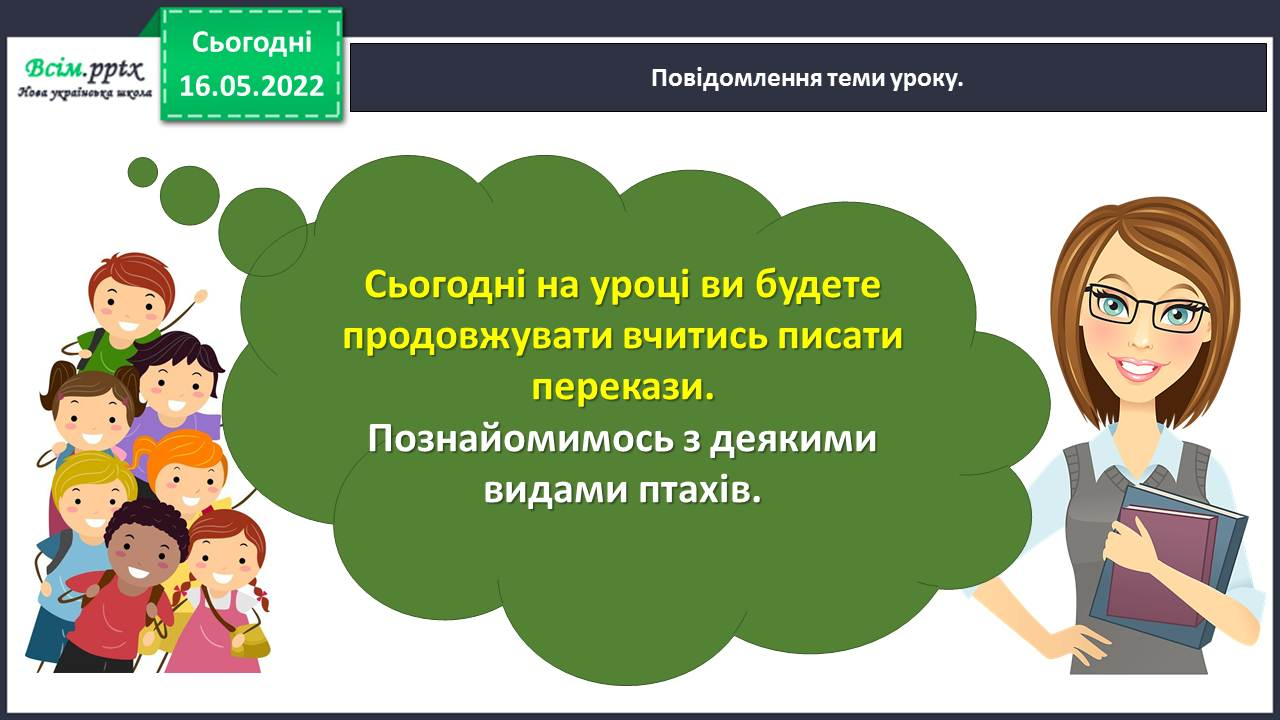 Всім.pptx
Нова українська школа
Сьогодні
16.05.2022
Повідомлення теми уроку.
Сьогодні на уроці ви будете
продовжувати вчитись писати
перекази.
Познайомимось з деякими
видами птахів.